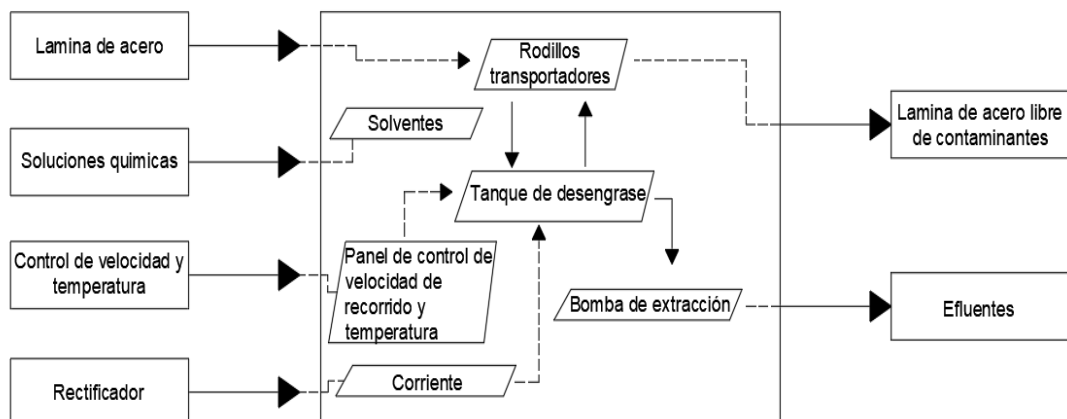 Lamina de acero
Soluciones quimicas
Control de velocidad y
temperatura
Rectificador
Rodillos
transportadores
Solventes
Tanque de desengrase
Panel de control de
velocidad de
recorrido y
temperatura
Bomba de extracción
Corriente
Lamina de acero libre
de contaminantes
Efluentes